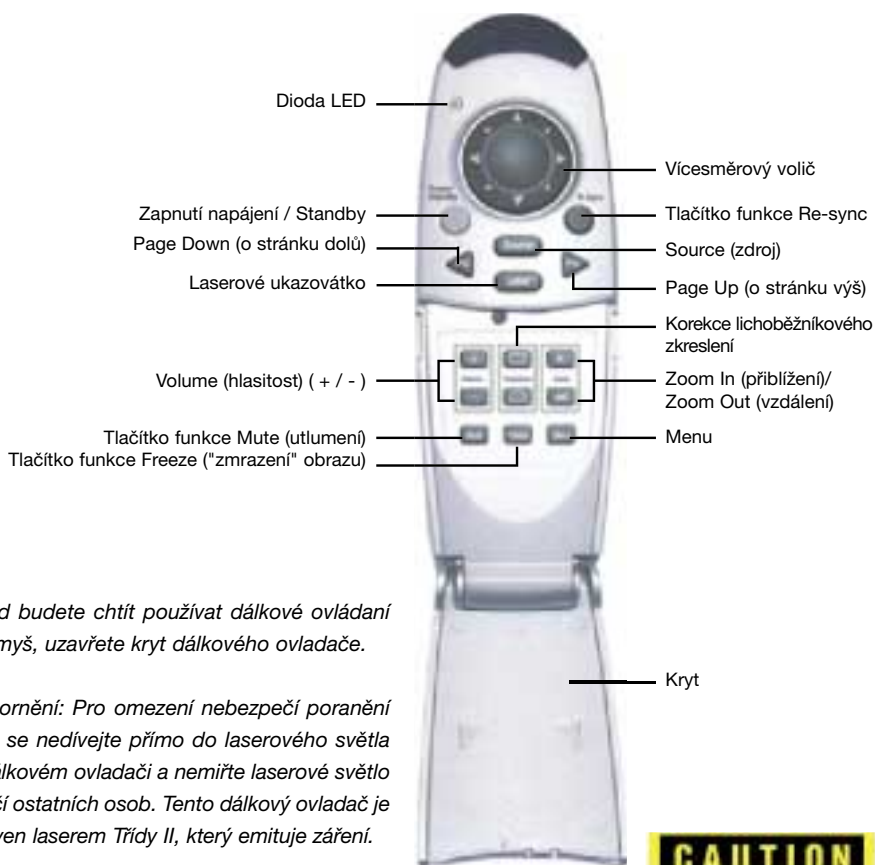 Dioda LED
Vícesměrový volič
Zapnutí napájení / Standby
Tlačítko funkce Re-sync
Page Down (o stránku dolů)
Source (zdroj)
Laserové ukazovátko
Page Up (o stránku výš)
Korekce lichoběžníkového
zkreslení
Volume (hlasitost) ( + / - )
Zoom In (přiblížení)/
Zoom Out (vzdálení)
Tlačítko funkce Mute (utlumení)
Menu
Tlačítko funkce Freeze ("zmrazení" obrazu)
d budete chtít používat dálkové ovládaní
myš, uzavřete kryt dálkového ovladače.
Kryt
ornění: Pro omezení nebezpečí poranění
se nedívejte přímo do laserového světla
álkovém ovladači a nemiřte laserové světlo
čí ostatních osob. Tento dálkový ovladač je
ven laserem Třídy II, který emituje záření.
CAUTION